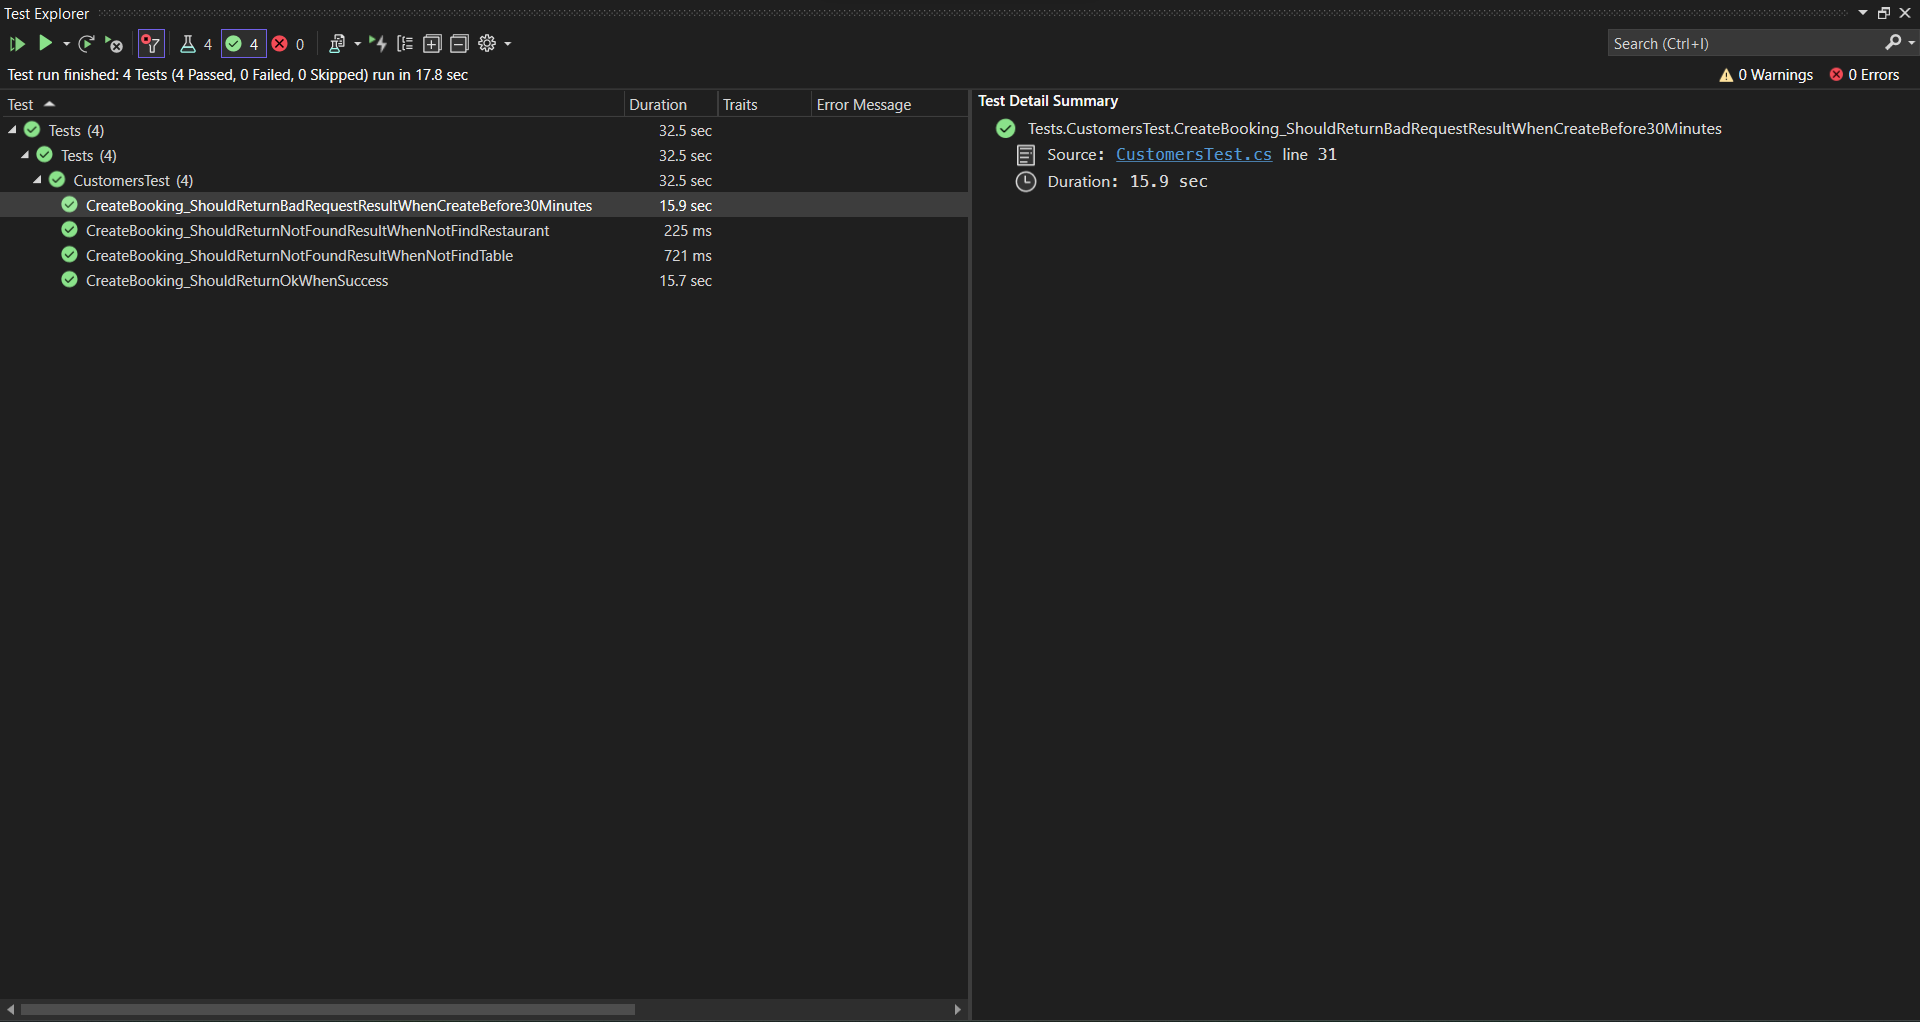 Test Explorer
4 4 0
Search (Ctrl+I)
Test run finished: 4 Tests (4 Passed, 0 Failed, 0 Skipped) run in 17.8 sec
0 Warnings 0 Errors
Test Duration Traits Error Message
Tests (4) 32.5 sec
Tests (4) 32.5 sec
CustomersTest (4) 32.5 sec
CreateBooking_ShouldReturnBadRequestResultWhenCreateBefore30Minutes 15.9 sec
CreateBooking_ShouldReturnNotFoundResultWhenNotFindRestaurant 225 ms
CreateBooking_ShouldReturnNotFoundResultWhenNotFindTable 721 ms
CreateBooking_ShouldReturnOkWhenSuccess 15.7 sec
Test Detail Summary
Tests.CustomersTest.CreateBooking_ShouldReturnBadRequestResultWhenCreateBefore30Minutes
Source: CustomersTest.cs line 31
Duration: 15.9 sec